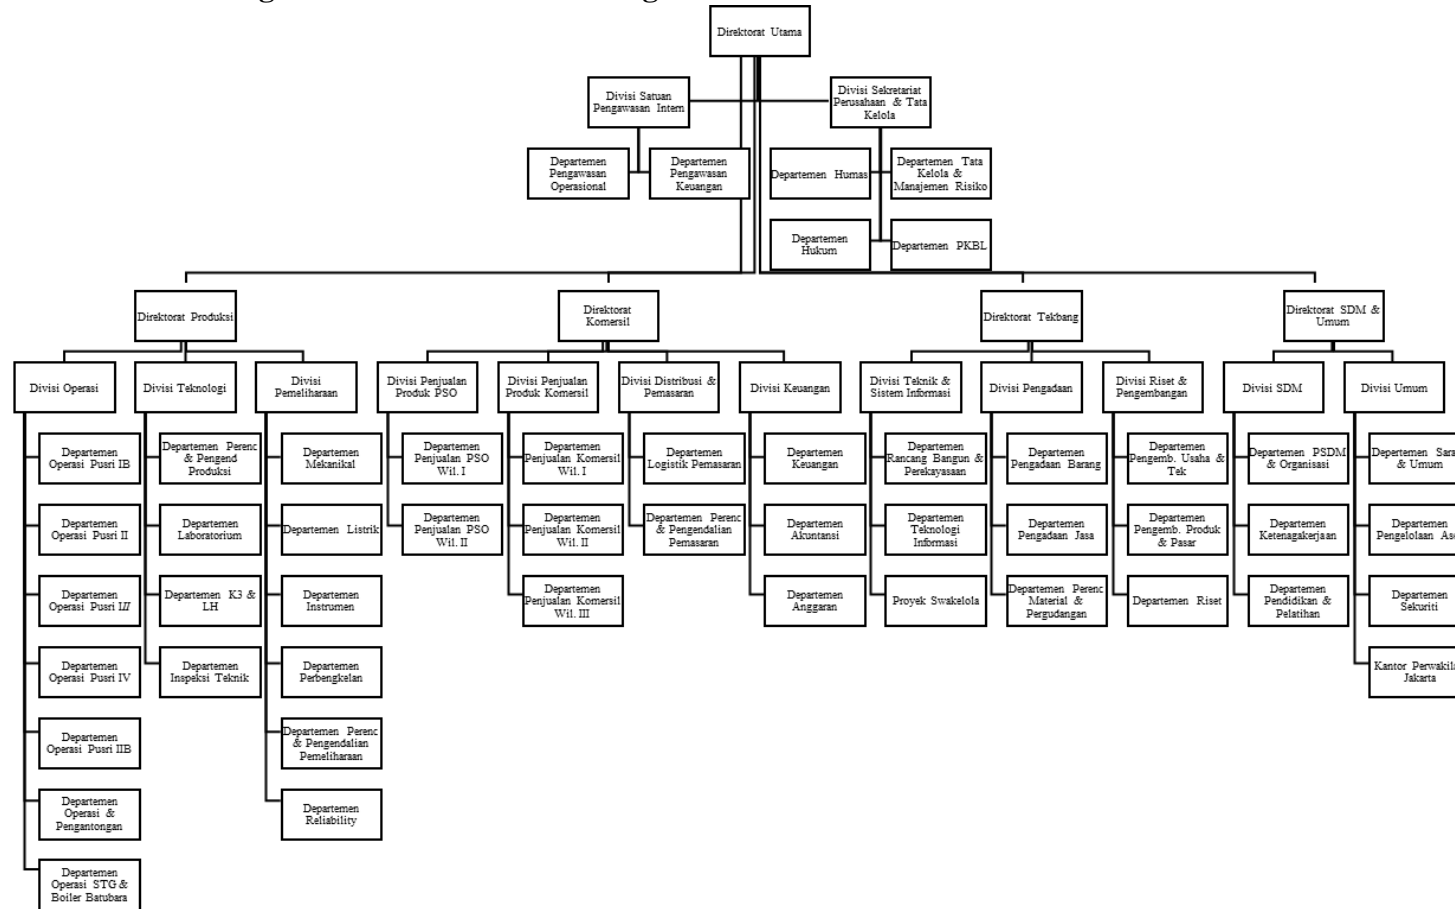 Direktorat Utama
Divisi Satuan
Pengawasan Intern
Divisi Sekretariat
Perusahaan & Tata
Kelola
Departemen
Pengawasan
Operasional
Departemen
Pengawasan
Keuangan
Departemen Humas
Departemen Tata
Kelola &
Manajemen Risiko
Departemen
Hukum
Departemen PKBL
Direktorat Produksi
Direktorat
Komersil
Direktorat Tekbang
Direktorat SDM &
Umum
Divisi Operasi
Divisi Teknologi
Divisi
Pemeliharaan
Divisi Penjualan
Produk PSO
Divisi Penjualan
Produk Komersil
Divisi Distribusi &
Pemasaran
Divisi Keuangan
Divisi Teknik &
Sistem Informasi
Divisi Pengadaan
Divisi Riset &
Pengembangan
Divisi SDM
Divisi Umum
Departemen
Operasi Pusri IB
Departemen Perenc
& Pengend
Produksi
Departemen
Mekanikal
Departemen
Penjualan PSO
Wil. I
Departemen
Penjualan Komersil
Wil. I
Departemen
Logistik Pemasaran
Departemen
Keuangan
Departemen
Rancang Bangun &
Perekayasaan
Departemen
Pengadaan Barang
Departemen
Pengemb. Usaha &
Tek
Departemen PSDM
& Organisasi
Departemen Sara
& Umum
Departemen
Operasi Pusri II
Departemen
Laboratorium
Departemen Listrik
Departemen
Penjualan PSO
Wil. II
Departemen
Penjualan Komersil
Wil. II
Departemen Perenc
& Pengendalian
Pemasaran
Departemen
Akuntansi
Departemen
Teknologi
Informasi
Departemen
Pengadaan Jasa
Departemen
Pengemb. Produk
& Pasar
Departemen
Ketenagakerjaan
Departemen
Pengelolaan As
Departemen
Operasi Pusri III
Departemen K3 &
LH
Departemen
Instrumen
Departemen
Penjualan Komersil
Wil. III
Departemen
Anggaran
Proyek Swakelola
Departemen Perenc
Material &
Pergudangan
Departemen Riset
Departemen
Pendidikan &
Pelatihan
Departemen
Sekuriti
Departemen
Operasi Pusri IV
Departemen
Inspeksi Teknik
Departemen
Perbengkelan
Kantor Perwakila
Jakarta
Departemen
Operasi Pusri IIB
Departemen Perenc
& Pengendalian
Pemeliharaan
Departemen
Operasi &
Pengantongan
Departemen
Reliability
Departemen
Operasi STG &
Boiler Batubara